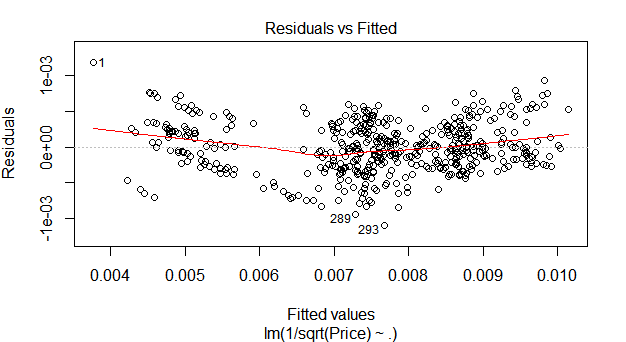 Residuals vs Fitted
Residuals
1e-03
0e+00
-1e-03
1
289
293
0.004 0.005 0.006 0.007 0.008 0.009 0.010
Fitted values
lm(1/sqrt(Price) ~ .)